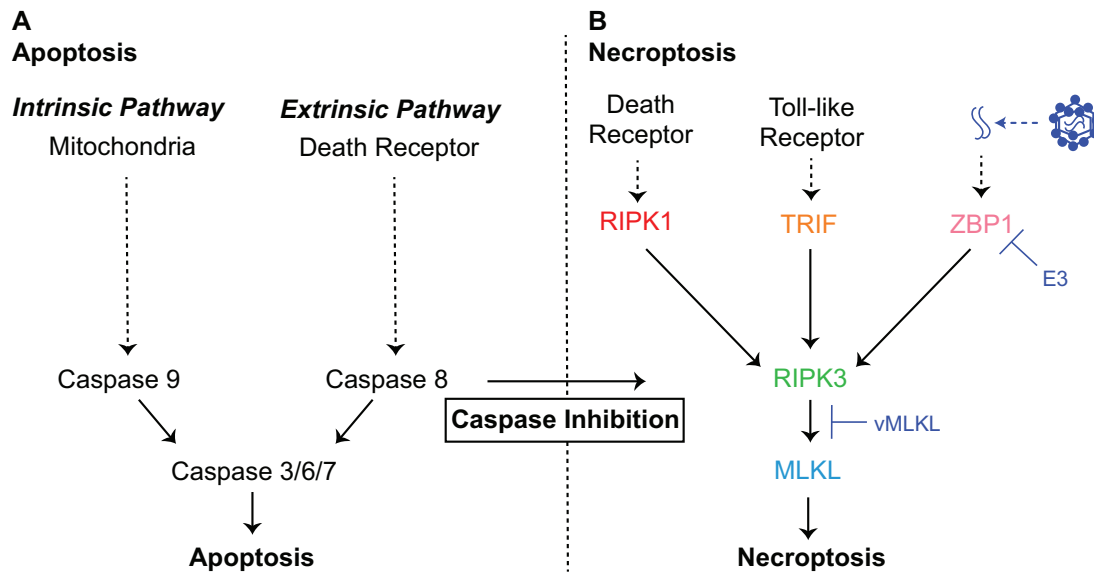 A
Apoptosis
Intrinsic Pathway
Mitochondria
Extrinsic Pathway
Death Receptor
Caspase 9
Caspase 8
Caspase Inhibition
Caspase 3/6/7
Apoptosis
B
Necroptosis
Death
Receptor
Toll-like
Receptor
RIPK1
TRIF
ZBP1
E3
RIPK3
vMLKL
MLKL
Necroptosis